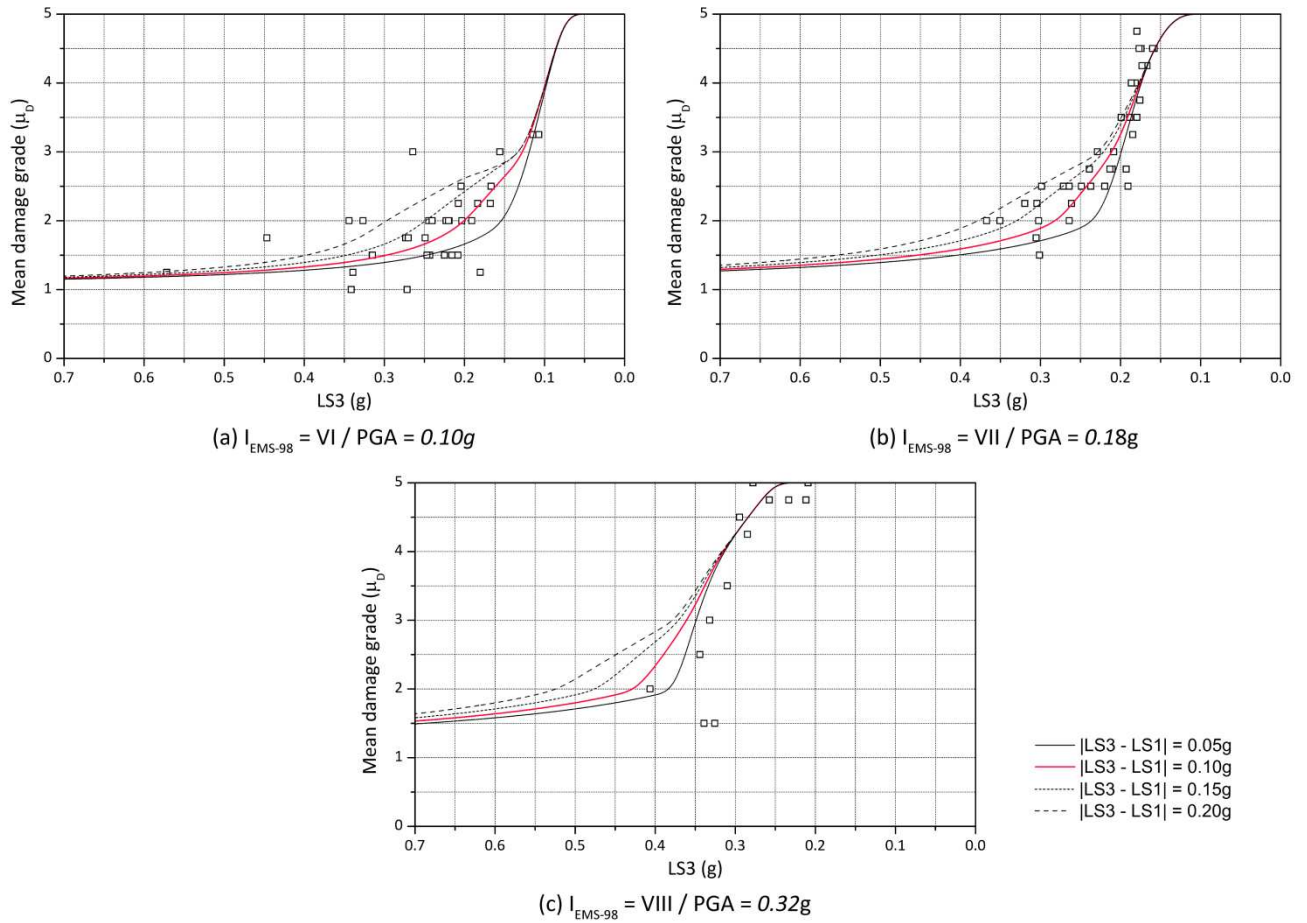 5
4
3
2
1
0
Mean damage grade (μD)
0.7 0.6 0.5 0.4 0.3 0.2 0.1 0.0
LS3 (g)
(a) IEMS-98 = VI / PGA = 0.10g
5
4
3
2
1
0
Mean damage grade (μD)
0.7 0.6 0.5 0.4 0.3 0.2 0.1 0.0
LS3 (g)
(b) IEMS-98 = VII / PGA = 0.18g
5
4
3
2
1
0
Mean damage grade (μD)
0.7 0.6 0.5 0.4 0.3 0.2 0.1 0.0
LS3 (g)
(c) IEMS-98 = VIII / PGA = 0.32g
|LS3 - LS1| = 0.05g
|LS3 - LS1| = 0.10g
|LS3 - LS1| = 0.15g
|LS3 - LS1| = 0.20g